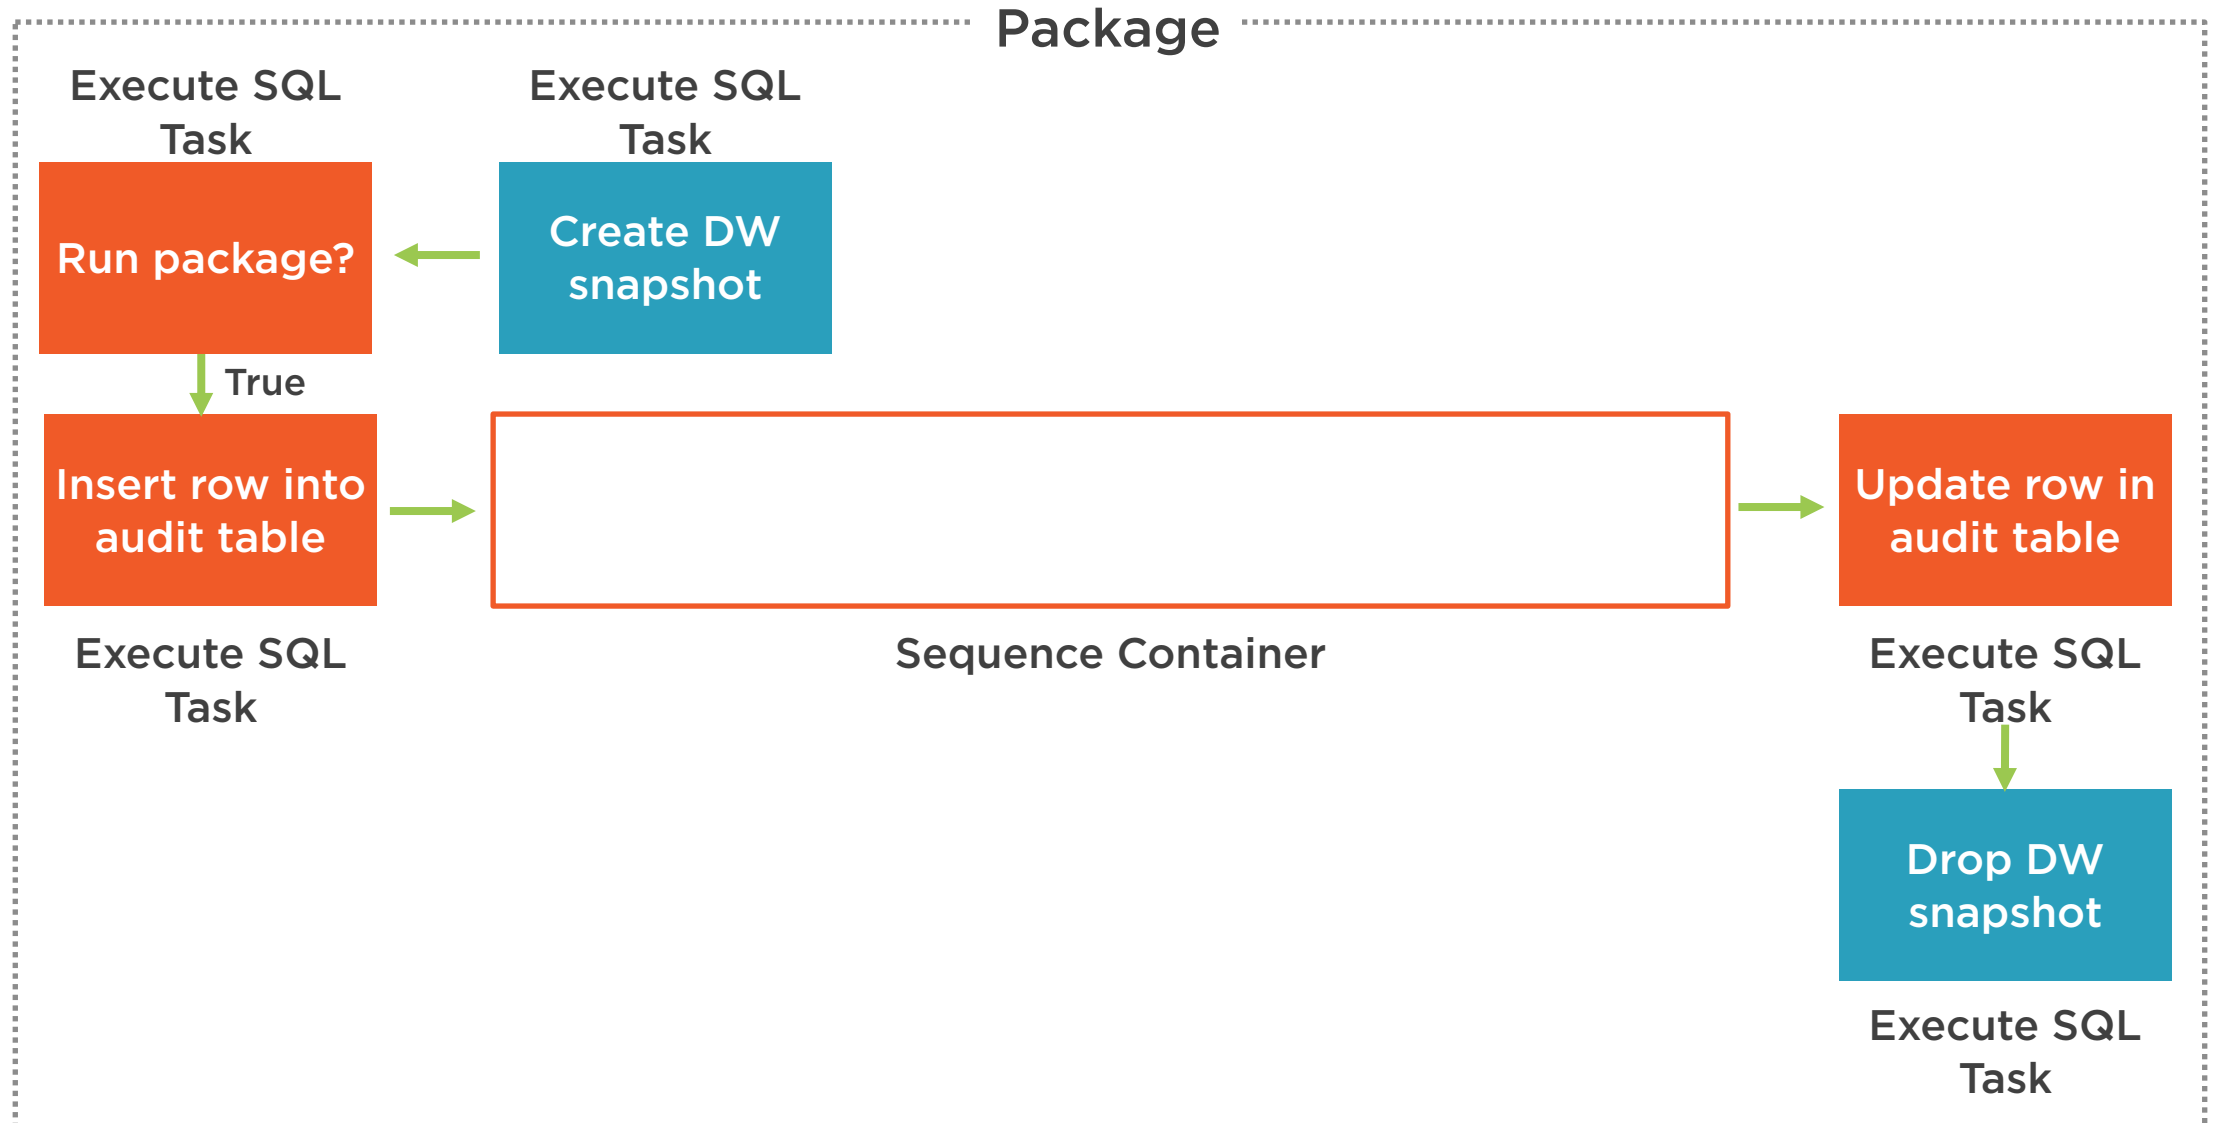 Package
Execute SQL
Task
Execute SQL
Task
Run package?
Create DW
snapshot
True
Insert row into
audit table
Update row in
audit table
Execute SQL
Task
Sequence Container
Execute SQL
Task
Drop DW
snapshot
Execute SQL
Task